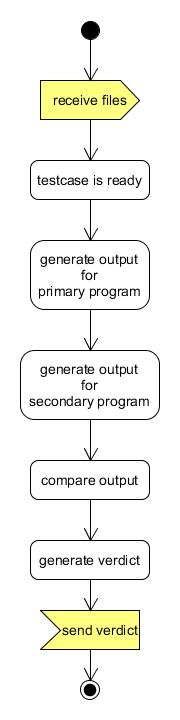 receive files
testcase is ready
generate output
for
primary program
generate output
for
secondary program
compare output
generate verdict
send verdict